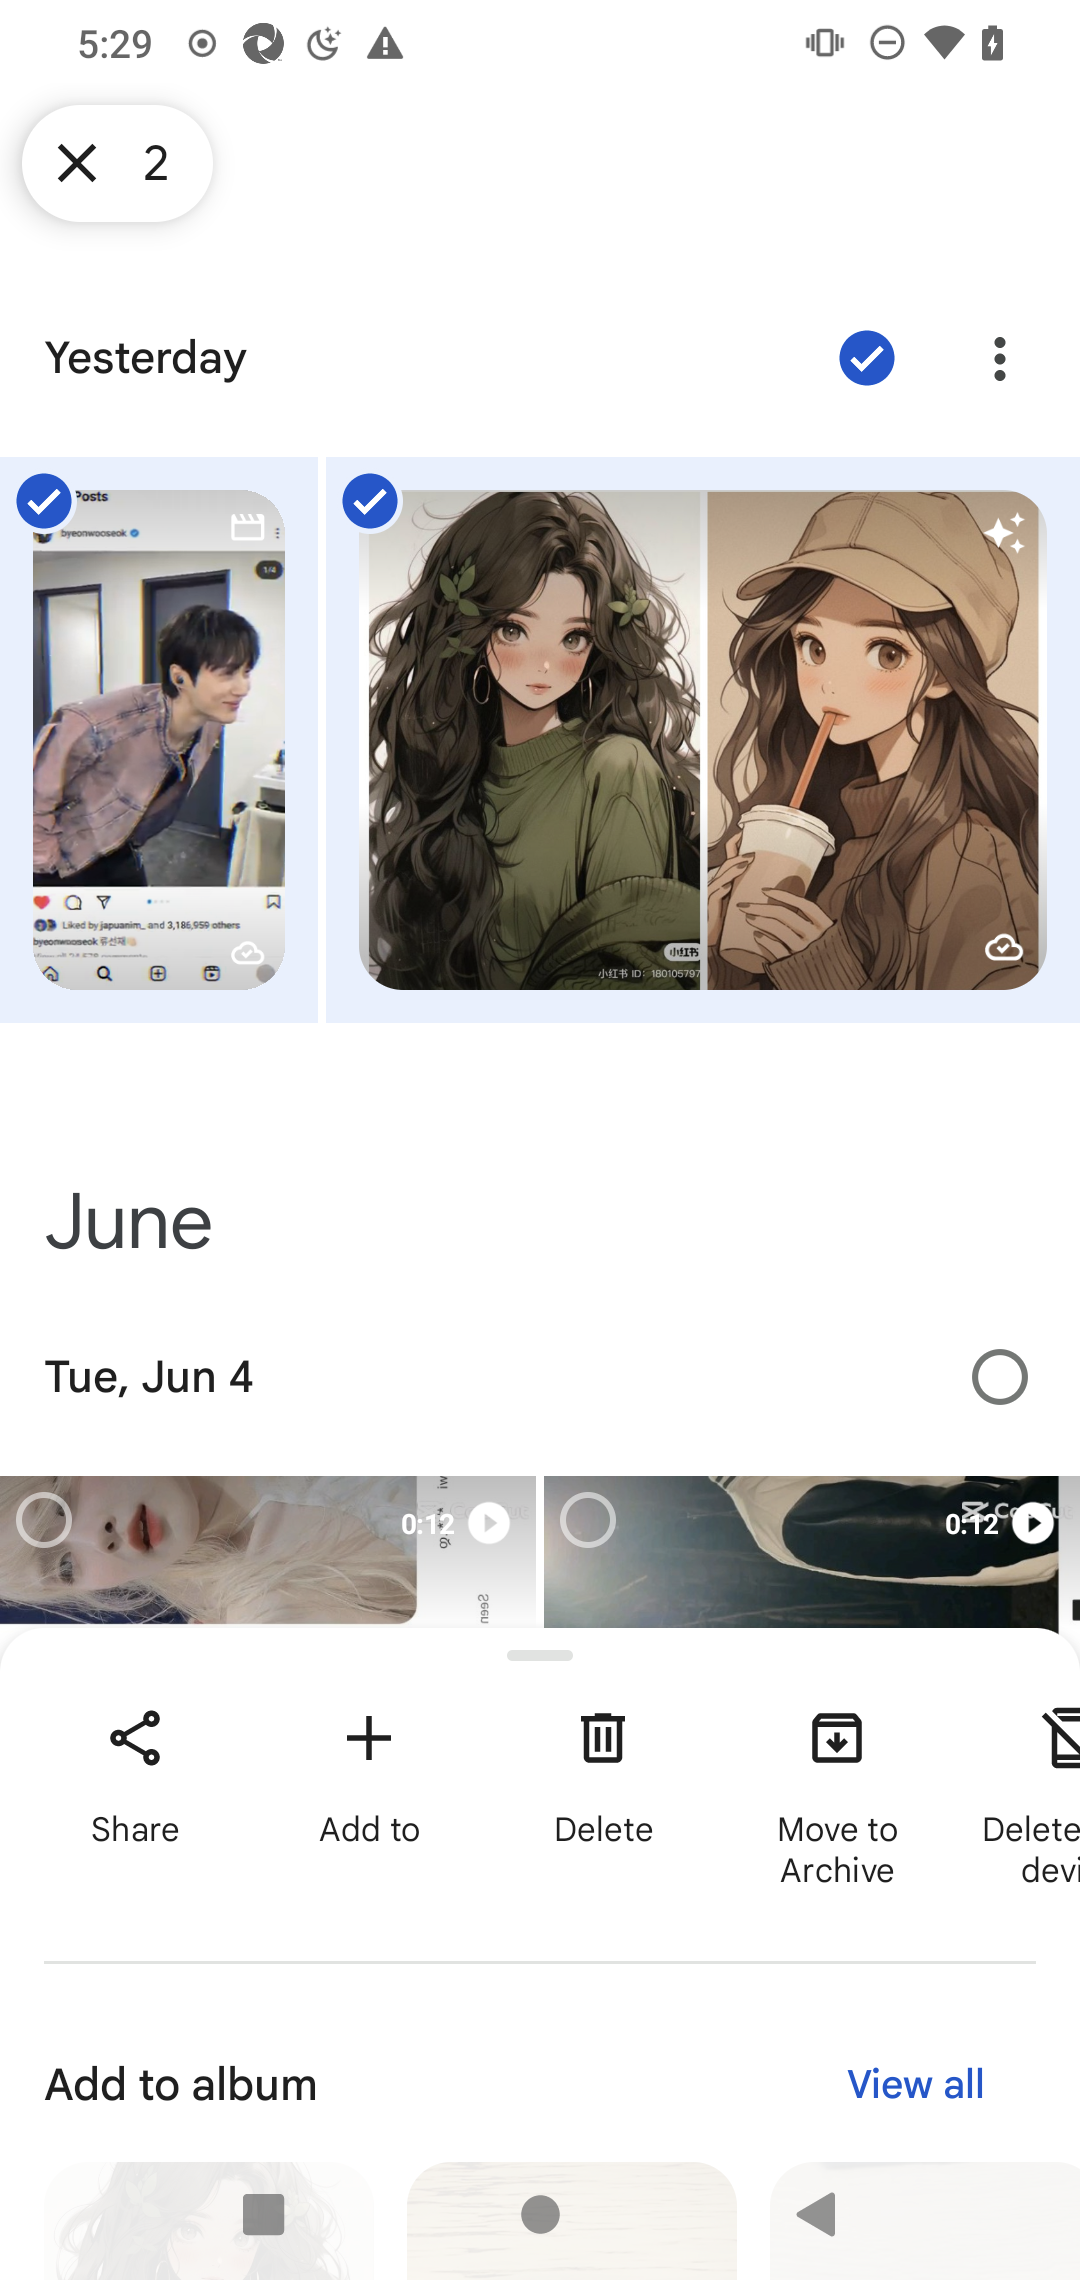 5:29
2
Yesterday
Posts
byeonwooseok
1/4
Liked by japuanim_ and 3,186,959 others
byeonwooseok 류선재
小红书
小红书 ID: 180105797
June
Tue, Jun 4
0:12
0:12
CapCut
Seen
Share
Add to
Delete
Move to
Archive
Delete
devi
Add to album
View all